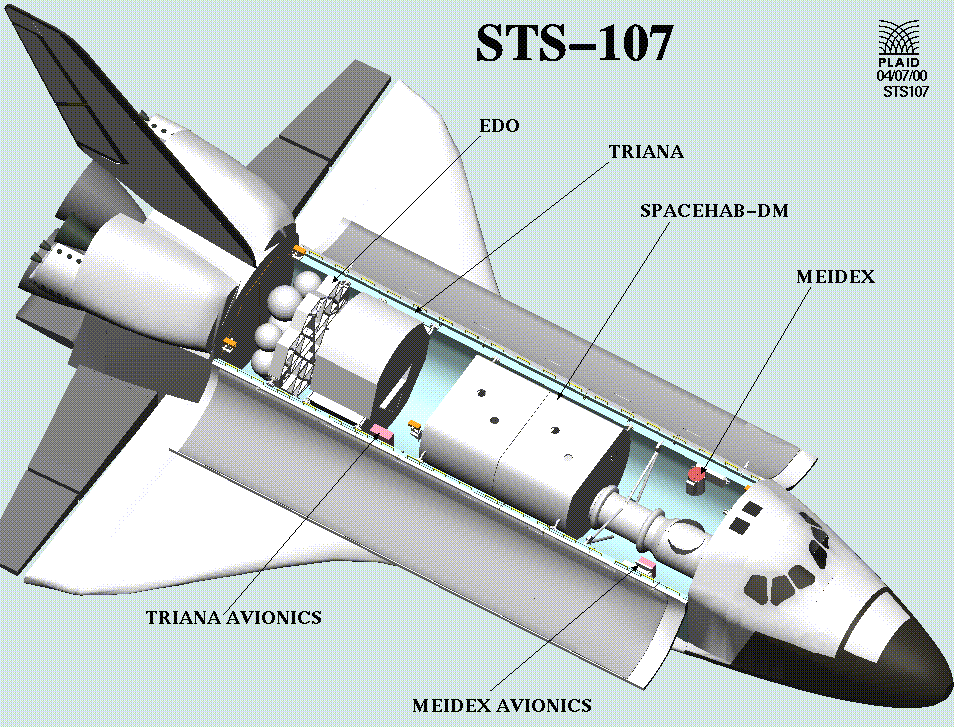 STS-107
PLAID
04/07/00
STS107
EDO
TRIANA
SPACEHAB-DM
MEIDEX
TRIANA AVIONICS
MEIDEX AVIONICS